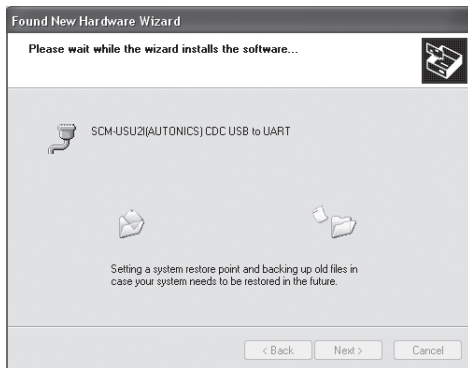 Found New Hardware Wizard
Please wait while the wizard installs the software...
SCM-USU2I(AUTONICS) CDC USB to UART
Setting a system restore point and backing up old files in
case your system needs to be restored in the future.
< Back
Next >
Cancel